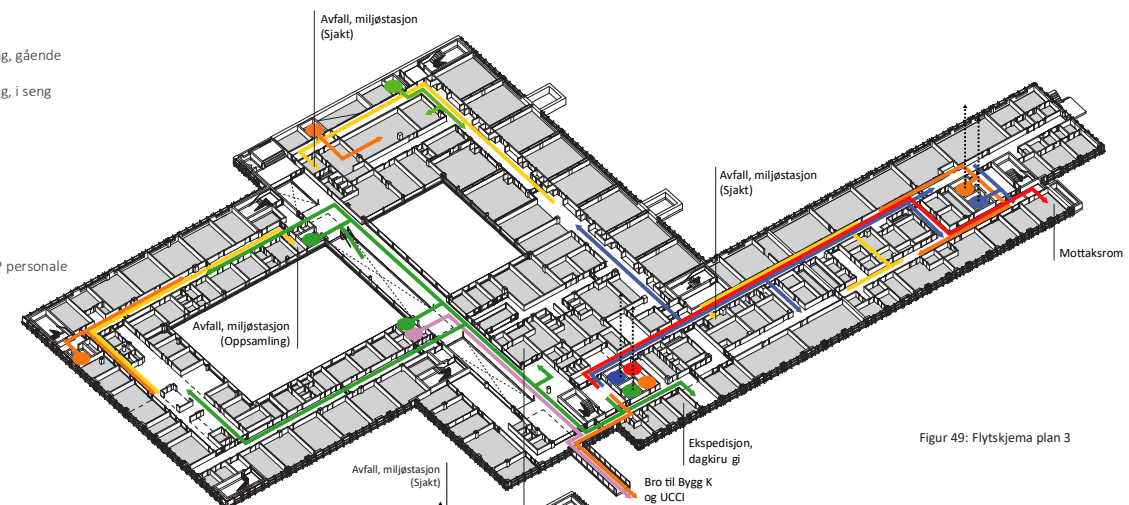 Avfall, miljøstasjon
(Sjakt)
g, gående
g, i seng
Avfall, miljøstasjon
(Sjakt)
Mottaksrom
P personale
Avfall, miljøstasjon
(Oppsamling)
Ekspedisjon,
dagkiru gi
Figur 49: Flytskjema plan 3
Avfall, miljøstasjon
(Sjakt)
Bro til Bygg K
og UCCI